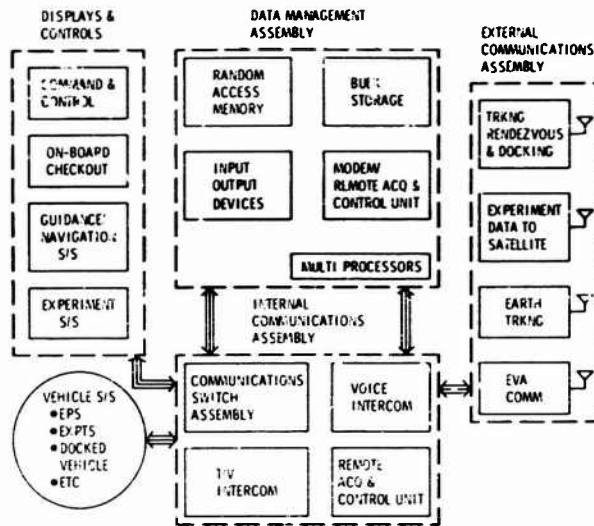 DISPLAYS &
CONTROLS
COMMAND &
CONTROL
ON-BOARD
CHECKOUT
GUIDANCE/
NAVIGATION
S/S
EXPERIMENT
S/S
DATA MANAGEMENT
ASSEMBLY
RANDOM
ACCESS
MEMORY
BULK
STORAGE
INPUT
OUTPUT
DEVICES
MODEM/
REMOTE ACQ &
CONTROL UNIT
MULTI PROCESSORS
EXTERNAL
COMMUNICATIONS
ASSEMBLY
TRKNG
RENDEZVOUS
& DOCKING
EXPERIMENT
DATA TO
SATELLITE
EARTH
TRKNG
EVA
COMM
INTERNAL
COMMUNICATIONS
ASSEMBLY
COMMUNICATIONS
SWITCH
ASSEMBLY
VOICE
INTERCOM
T/V
INTERCOM
REMOTE
ACQ &
CONTROL UNIT
VEHICLE S/S
●EPS
●EXPTS
●DOCKED
VEHICLE
●ETC